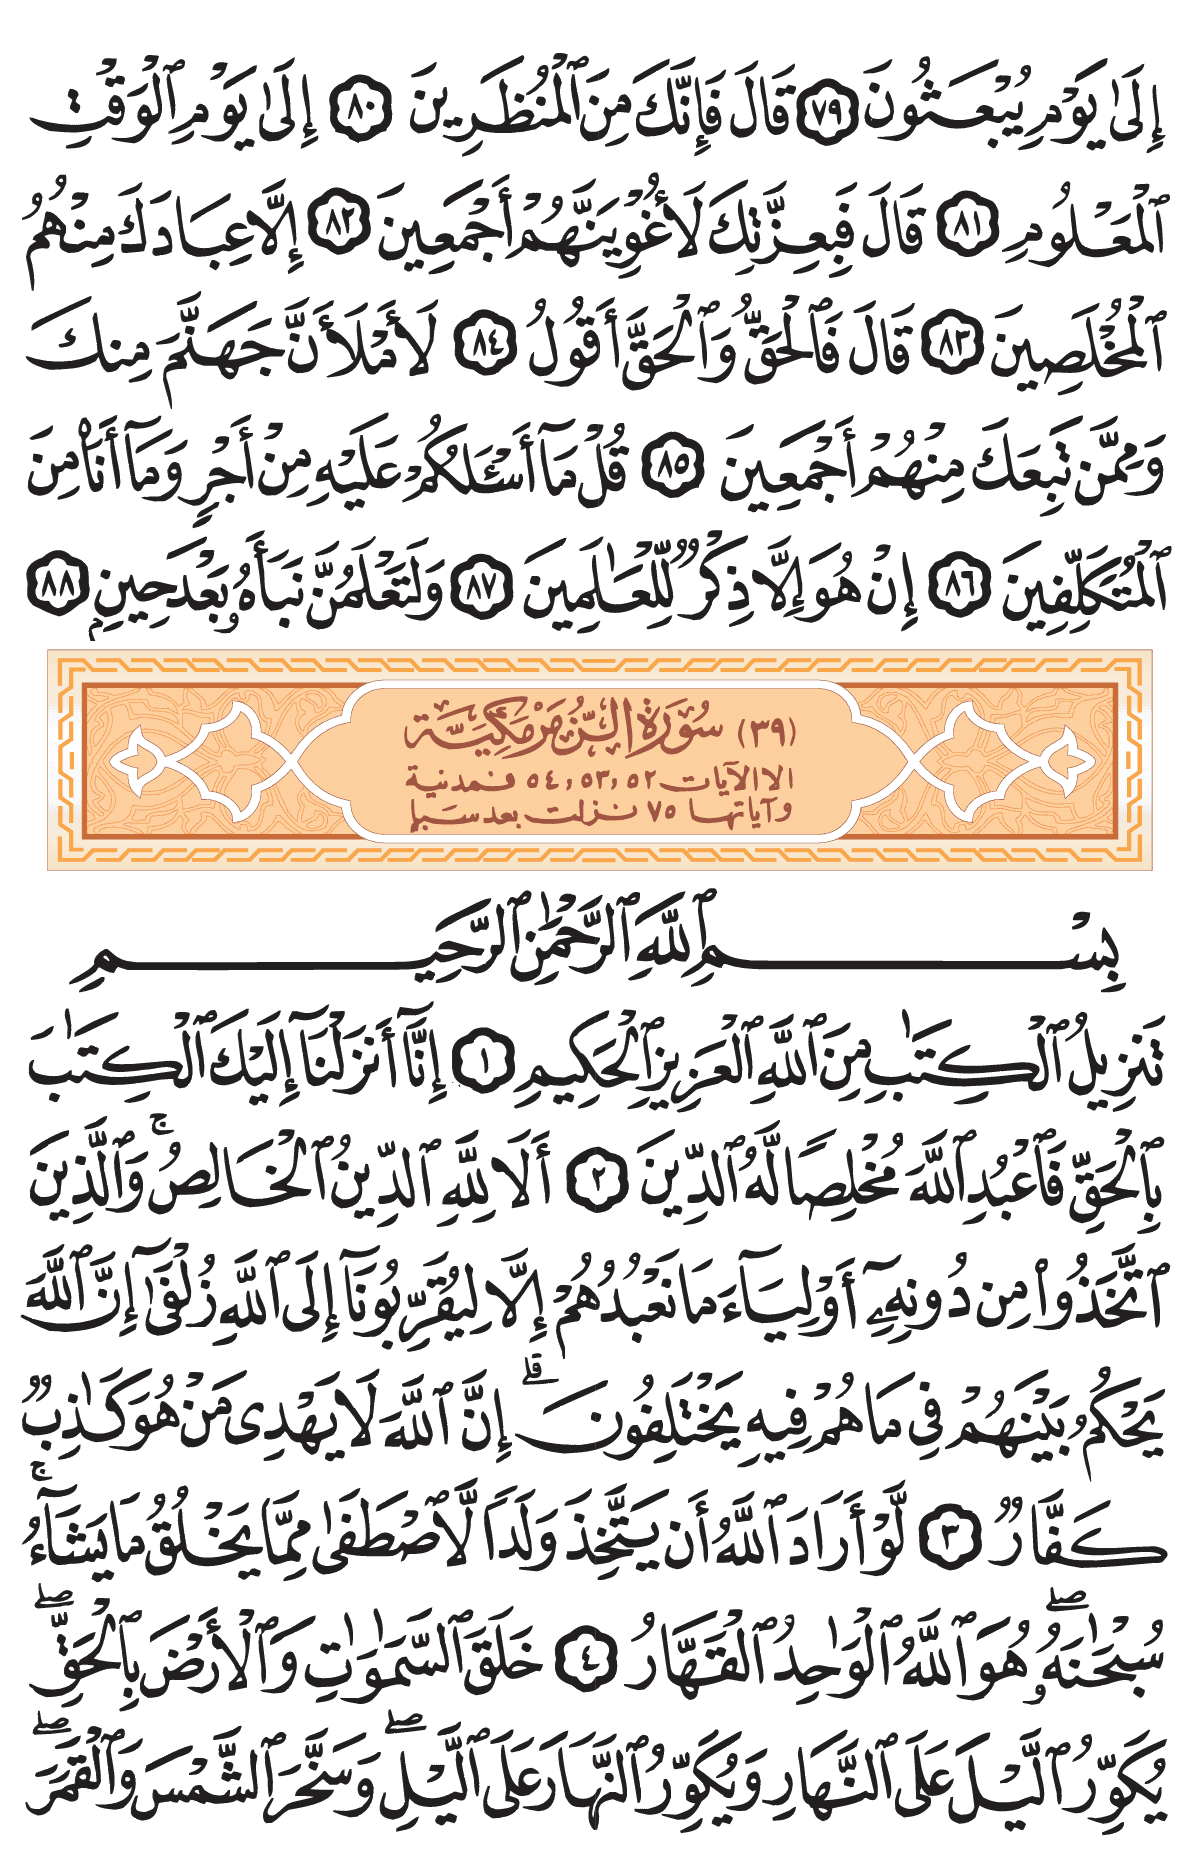 إِلَىٰ يَوْمِ يُبْعَثُونَ ٧٩ قَالَ فَإِنَّكَ مِنَ ٱلْمُنظَرِينَ ٨٠ إِلَىٰ يَوْمِ ٱلْوَقْتِ
ٱلْمَعْلُومِ ٨١ قَالَ فَبِعِزَّتِكَ لَأُغْوِيَنَّهُمْ أَجْمَعِينَ ٨٢ إِلَّا عِبَادَكَ مِنْهُمُ
ٱلْمُخْلَصِينَ ٨٣ قَالَ فَٱلْحَقُّ وَٱلْحَقَّ أَقُولُ ٨٤ لَأَمْلَأَنَّ جَهَنَّمَ مِنكَ
وَمِمَّن تَبِعَكَ مِنْهُمْ أَجْمَعِينَ ٨٥ قُلْ مَآ أَسْـَٔلُكُمْ عَلَيْهِ مِنْ أَجْرٍ وَمَآ أَنَا۠ مِنَ
ٱلْمُتَكَلِّفِينَ ٨٦ إِنْ هُوَ إِلَّا ذِكْرٌ لِّلْعَـٰلَمِينَ ٨٧ وَلَتَعْلَمُنَّ نَبَأَهُۥ بَعْدَ حِينٍۭ ٨٨
(٣٩) سُورَةُ الزُّمَرِ مَكِّيَّة
الا الآيات ٥٢، ٥٣، ٥٤ فمدنية
وآياتها ٧٥ نزلت بعد سبإ
بِسْمِ ٱللَّهِ ٱلرَّحْمَـٰنِ ٱلرَّحِيمِ
تَنزِيلُ ٱلْكِتَـٰبِ مِنَ ٱللَّهِ ٱلْعَزِيزِ ٱلْحَكِيمِ ١ إِنَّآ أَنزَلْنَآ إِلَيْكَ ٱلْكِتَـٰبَ
بِٱلْحَقِّ فَٱعْبُدِ ٱللَّهَ مُخْلِصًا لَّهُ ٱلدِّينَ ٢ أَلَا لِلَّهِ ٱلدِّينُ ٱلْخَالِصُ ۚ وَٱلَّذِينَ
ٱتَّخَذُوا۟ مِن دُونِهِۦٓ أَوْلِيَآءَ مَا نَعْبُدُهُمْ إِلَّا لِيُقَرِّبُونَآ إِلَى ٱللَّهِ زُلْفَىٰٓ إِنَّ ٱللَّهَ
يَحْكُمُ بَيْنَهُمْ فِى مَا هُمْ فِيهِ يَخْتَلِفُونَ ۗ إِنَّ ٱللَّهَ لَا يَهْدِى مَنْ هُوَ كَـٰذِبٌ
كَفَّارٌ ٣ لَّوْ أَرَادَ ٱللَّهُ أَن يَتَّخِذَ وَلَدًا لَّٱصْطَفَىٰ مِمَّا يَخْلُقُ مَا يَشَآءُ ۚ
سُبْحَـٰنَهُۥ ۖ هُوَ ٱللَّهُ ٱلْوَٰحِدُ ٱلْقَهَّارُ ٤ خَلَقَ ٱلسَّمَـٰوَٰتِ وَٱلْأَرْضَ بِٱلْحَقِّ ۖ
يُكَوِّرُ ٱلَّيْلَ عَلَى ٱلنَّهَارِ وَيُكَوِّرُ ٱلنَّهَارَ عَلَى ٱلَّيْلِ ۖ وَسَخَّرَ ٱلشَّمْسَ وَٱلْقَمَرَ ۖ